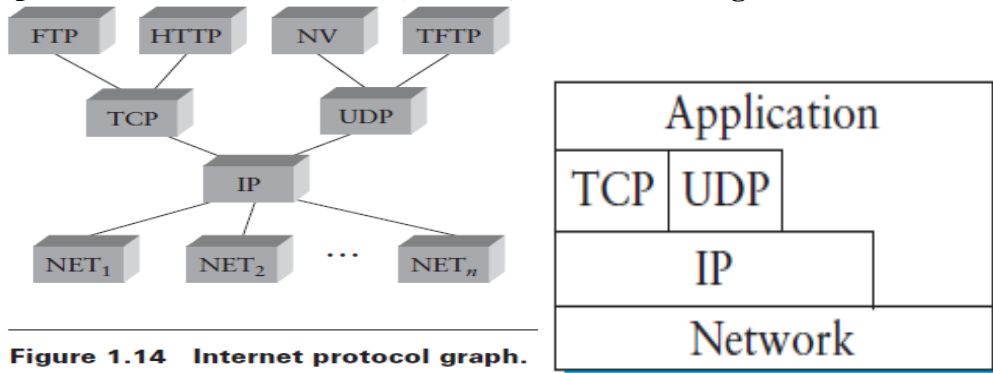 FTP HTTP NV TFTP
TCP UDP
IP
NET1 NET2 ... NETn
Figure 1.14 Internet protocol graph.
Application
TCP UDP
IP
Network